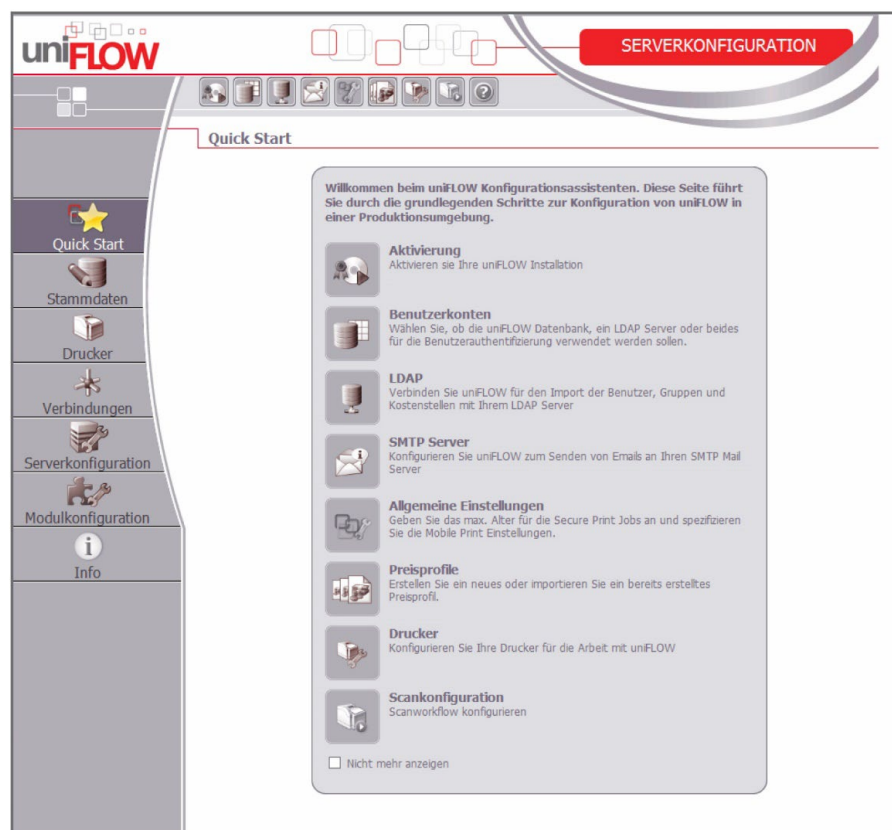 uniFLOW
SERVERKONFIGURATION
Quick Start
Quick Start
Stammdaten
Drucker
Verbindungen
Serverkonfiguration
Modulkonfiguration
i
Info
Willkommen beim uniFLOW Konfigurationsassistenten. Diese Seite führt
Sie durch die grundlegenden Schritte zur Konfiguration von uniFLOW in
einer Produktionsumgebung.
Aktivierung
Aktivieren sie Ihre uniFLOW Installation
Benutzerkonten
Wählen Sie, ob die uniFLOW Datenbank, ein LDAP Server oder beides
für die Benutzerauthentifizierung verwendet werden sollen.
LDAP
Verbinden Sie uniFLOW für den Import der Benutzer, Gruppen und
Kostenstellen mit Ihrem LDAP Server
SMTP Server
Konfigurieren Sie uniFLOW zum Senden von Emails an Ihren SMTP Mail
Server
Allgemeine Einstellungen
Geben Sie das max. Alter für die Secure Print Jobs an und spezifizieren
Sie die Mobile Print Einstellungen.
Preisprofile
Erstellen Sie ein neues oder importieren Sie ein bereits erstelltes
Preisprofil.
Drucker
Konfigurieren Sie Ihre Drucker für die Arbeit mit uniFLOW
Scankonfiguration
Scanworkflow konfigurieren
Nicht mehr anzeigen